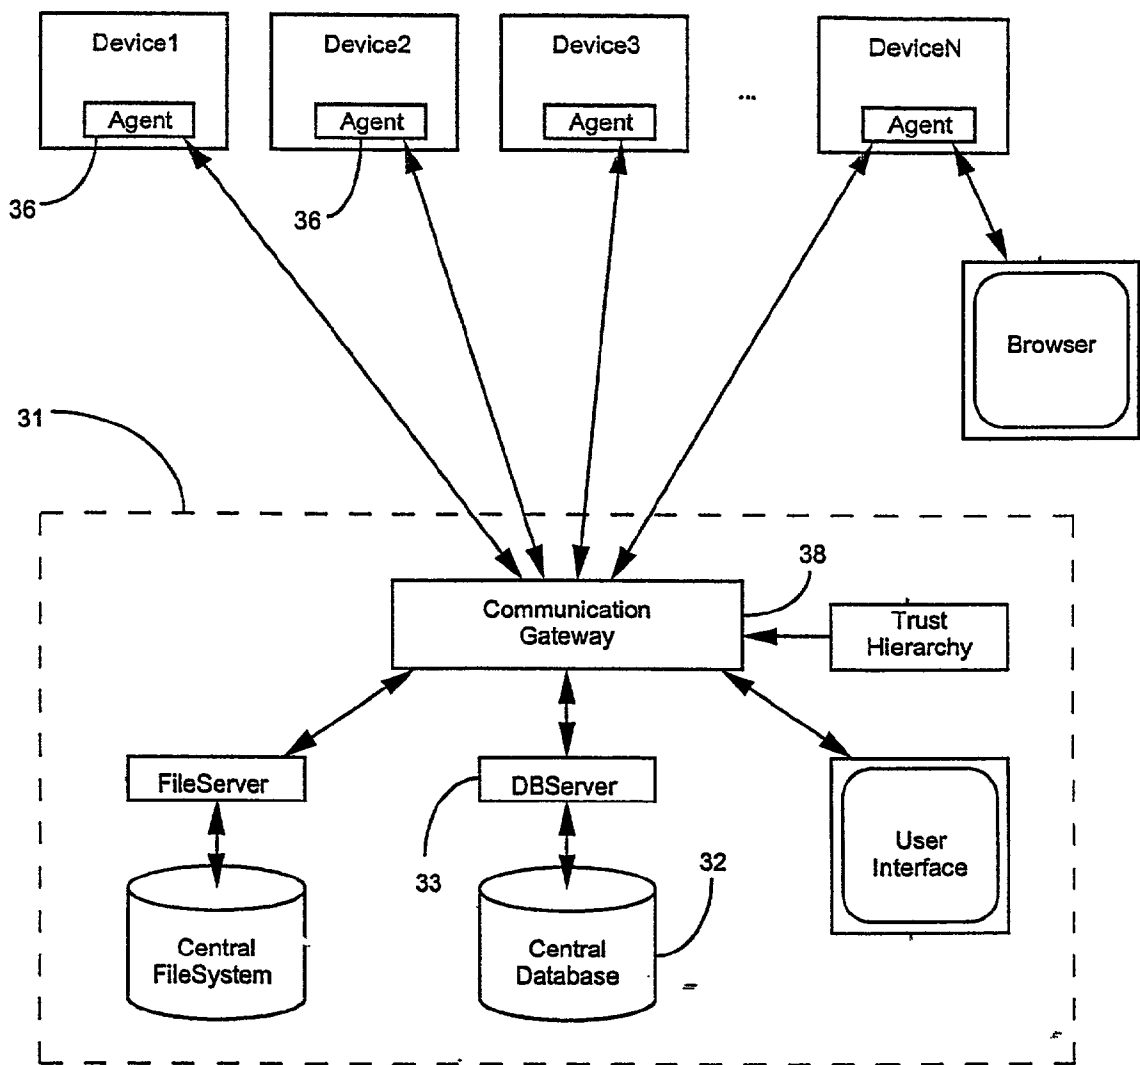 Device1
Device2
Device3
...
DeviceN
Agent
Agent
Agent
Agent
36
36
Browser
31
38
Communication
Gateway
Trust
Hierarchy
FileServer
DBServer
33
32
User
Interface
Central
FileSystem
Central
Database